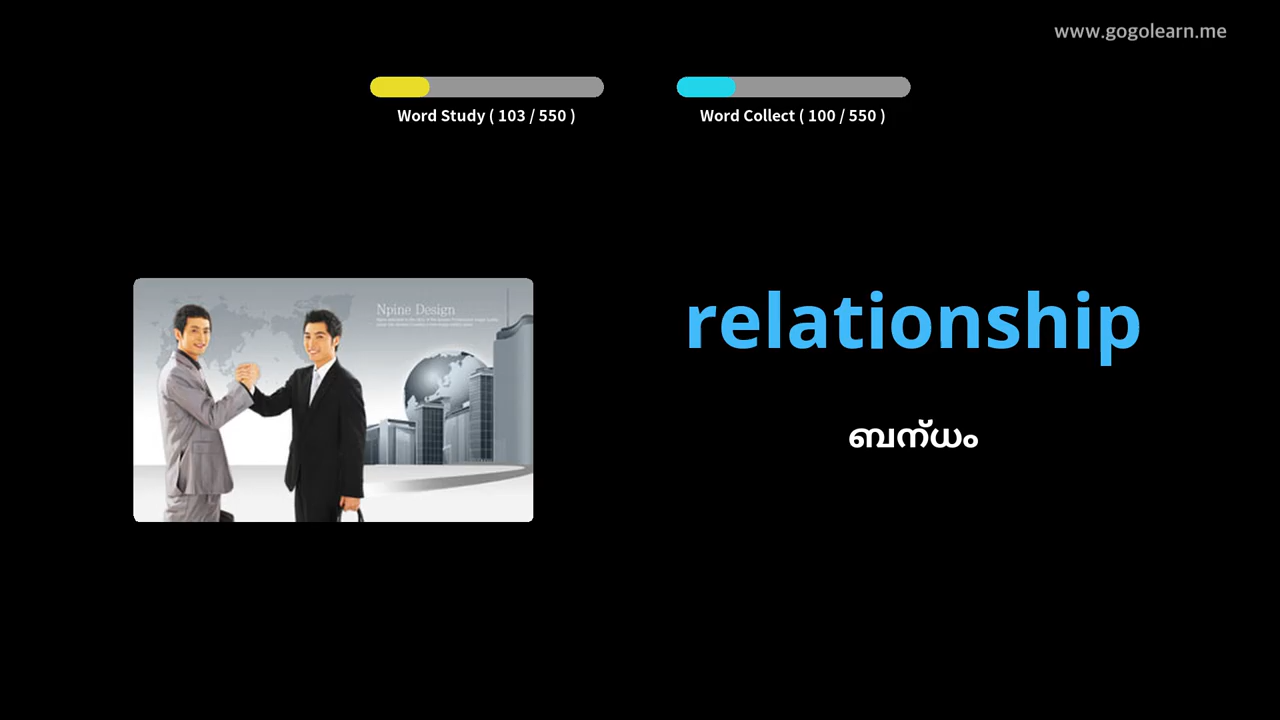 www.gogolearn.me
Word Study ( 103 / 550 )
Word Collect ( 100 / 550 )
Npine Design
relationship
ബന്ധം